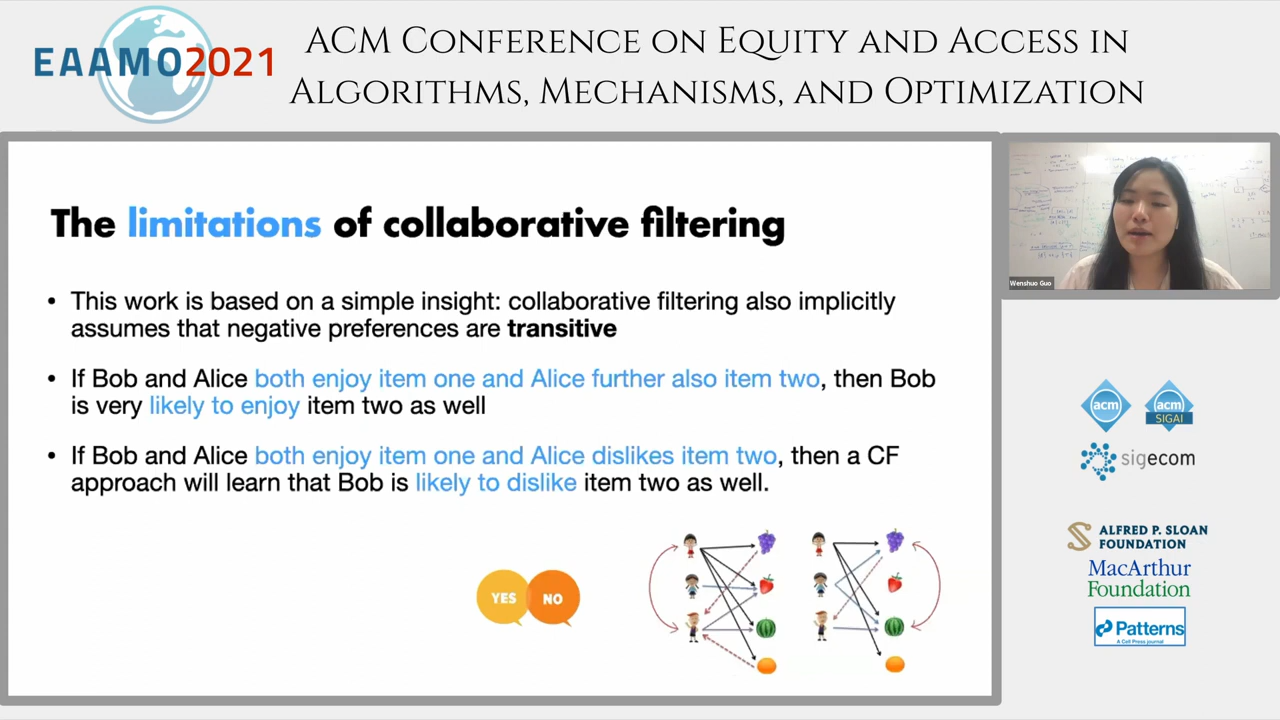 EAAMO2021
ACM Conference on Equity and Access in
Algorithms, Mechanisms, and Optimization
The limitations of collaborative filtering
• This work is based on a simple insight: collaborative filtering also implicitly
assumes that negative preferences are transitive
• If Bob and Alice both enjoy item one and Alice further also item two, then Bob
is very likely to enjoy item two as well
• If Bob and Alice both enjoy item one and Alice dislikes item two, then a CF
approach will learn that Bob is likely to dislike item two as well.
YES NO
Wenshuo Guo
acm acm
SIGAI
sigecom
ALFRED P. SLOAN
FOUNDATION
MacArthur
Foundation
Patterns
A Cell Press journal